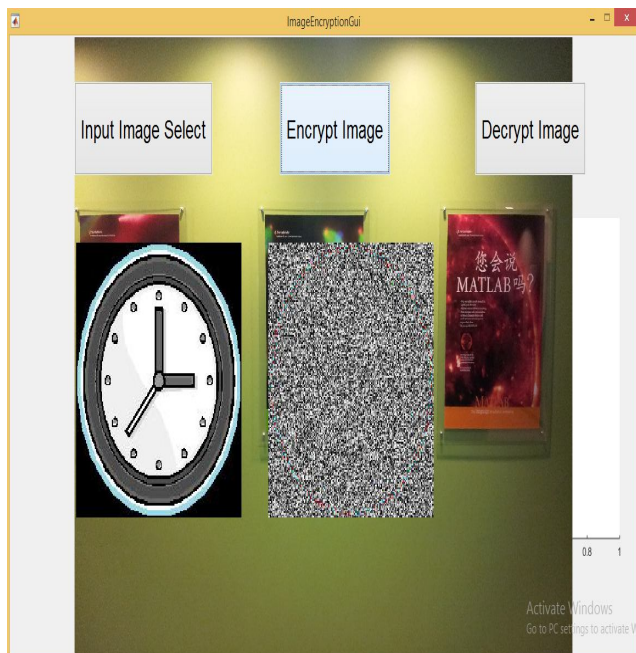 ImageEncryptionGui
Input Image Select
Encrypt Image
Decrypt Image
您会说
MATLAB吗?
MATLAB
0.8 1
Activate Windows
Go to PC settings to activate W